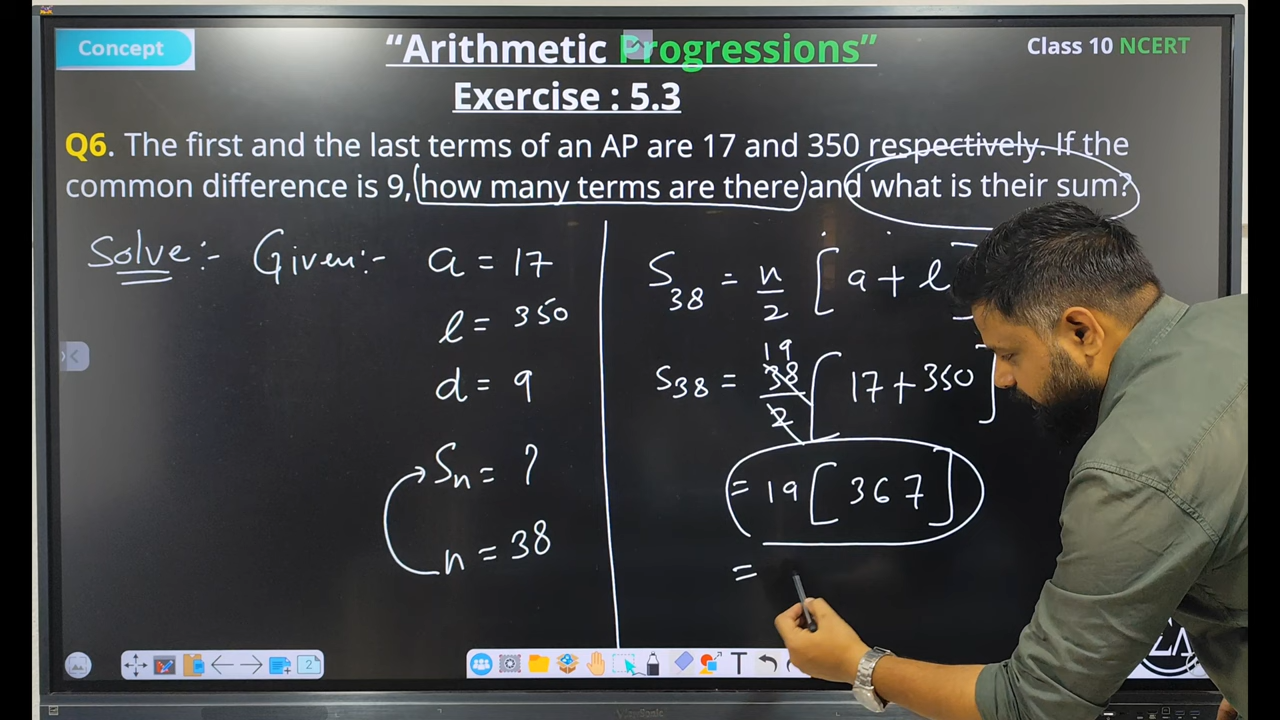 Concept
“Arithmetic Progressions”
Class 10 NCERT
Exercise : 5.3
Q6. The first and the last terms of an AP are 17 and 350 respectively. If the
common difference is 9, how many terms are there and what is their sum?
Solve:- Given:- a = 17
l = 350
d = 9
Sn = ?
n = 38
S38 = n/2 [a + l]
S38 = 38/2 [17 + 350]
19
= 19 [367]
=
2
T
ViewSonic